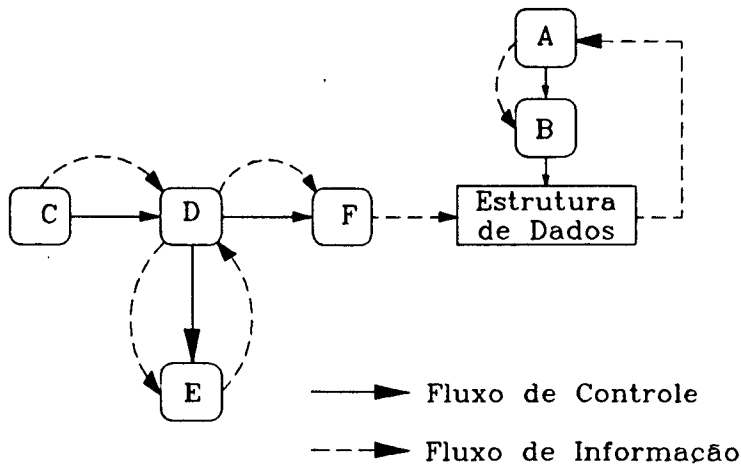 A
B
C
D
F
Estrutura
de Dados
E
Fluxo de Controle
Fluxo de Informação